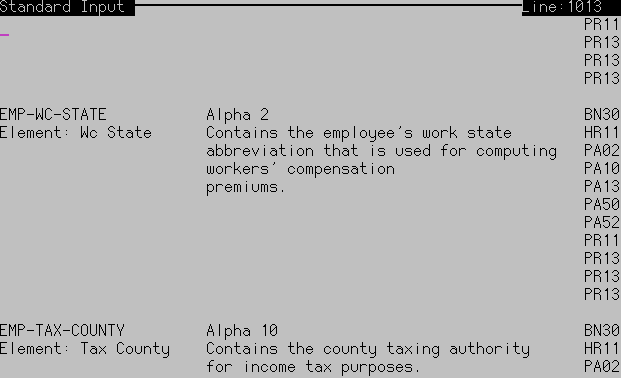 Standard Input Line:1013
PR11
PR13
PR13
PR13
EMP-WC-STATE Alpha 2 BN30
Element: Wc State Contains the employee's work state HR11
abbreviation that is used for computing PA02
workers' compensation PA10
premiums. PA13
PA50
PA52
PR11
PR13
PR13
PR13
EMP-TAX-COUNTY Alpha 10 BN30
Element: Tax County Contains the county taxing authority HR11
for income tax purposes. PA02